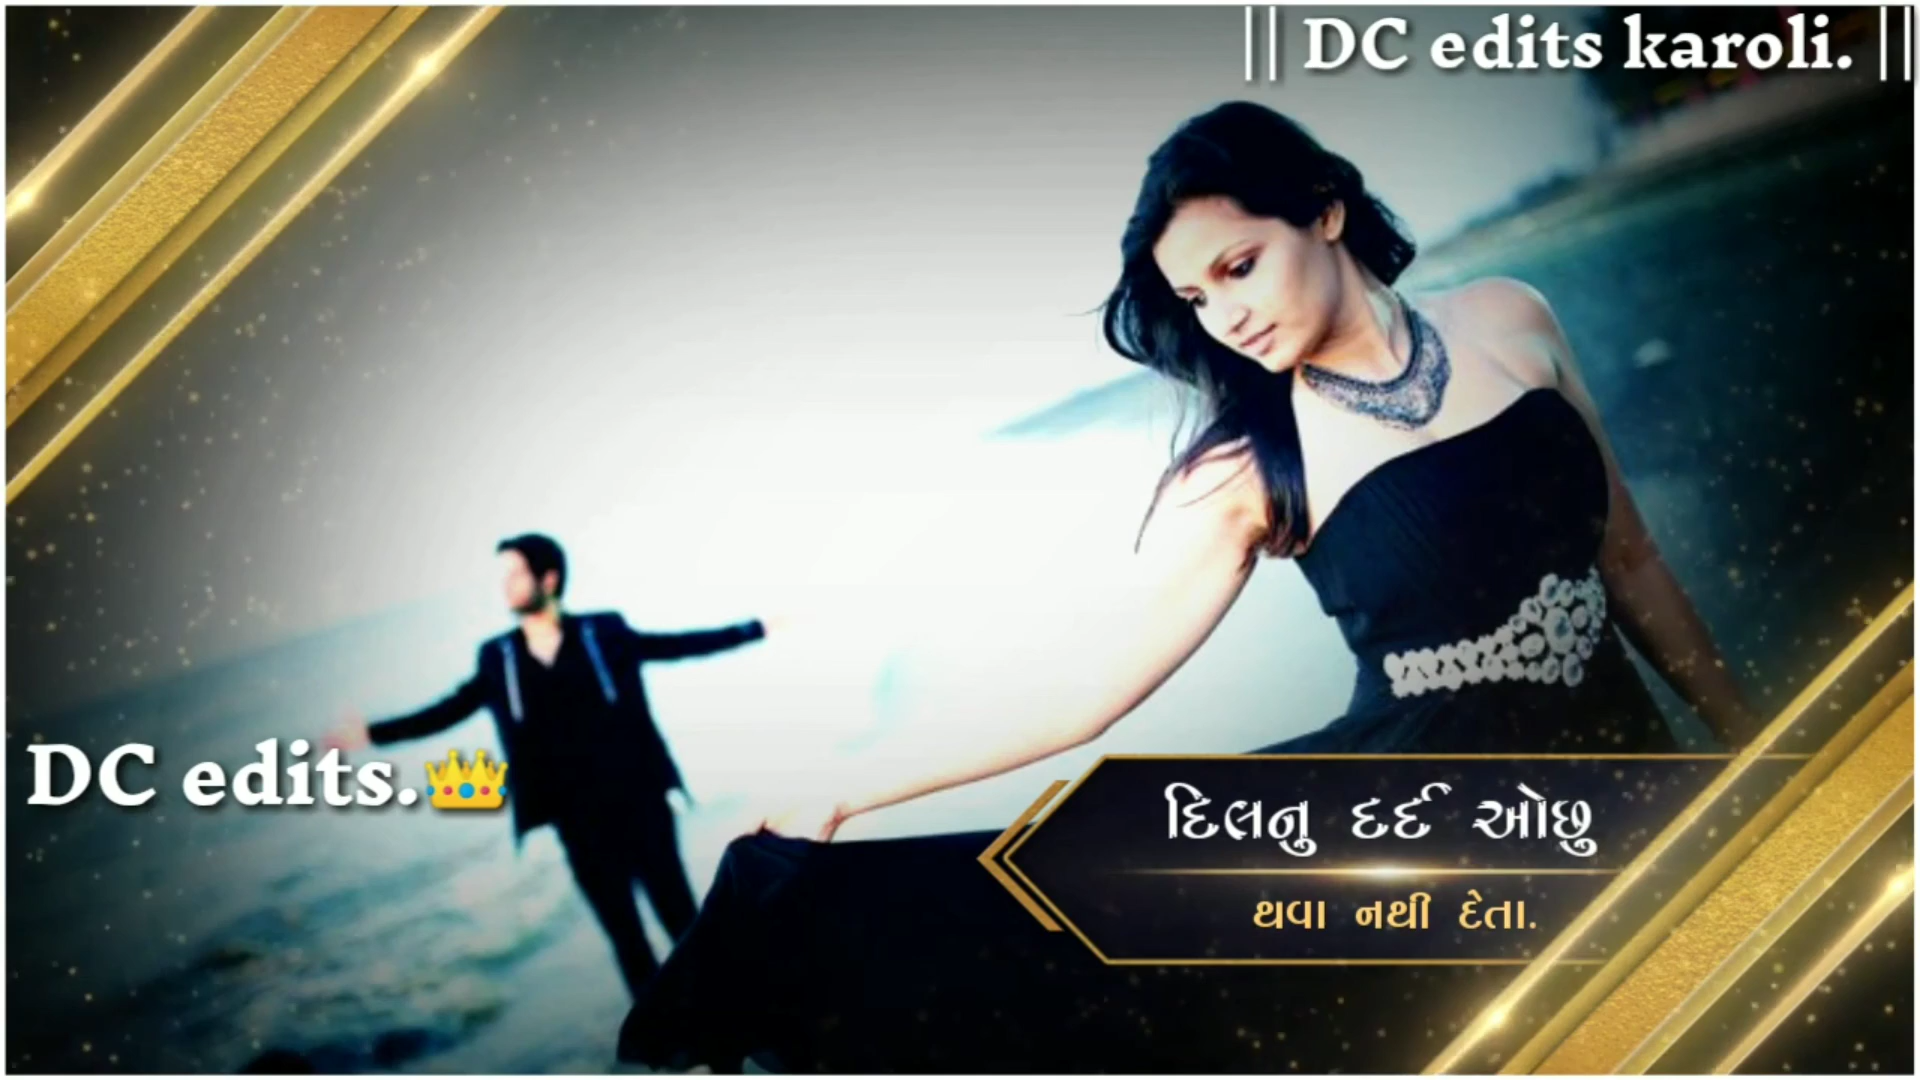 || DC edits karoli. ||
DC edits.👑
દિલનુ દર્દ ઓછુ
થવા નથી દેતા.